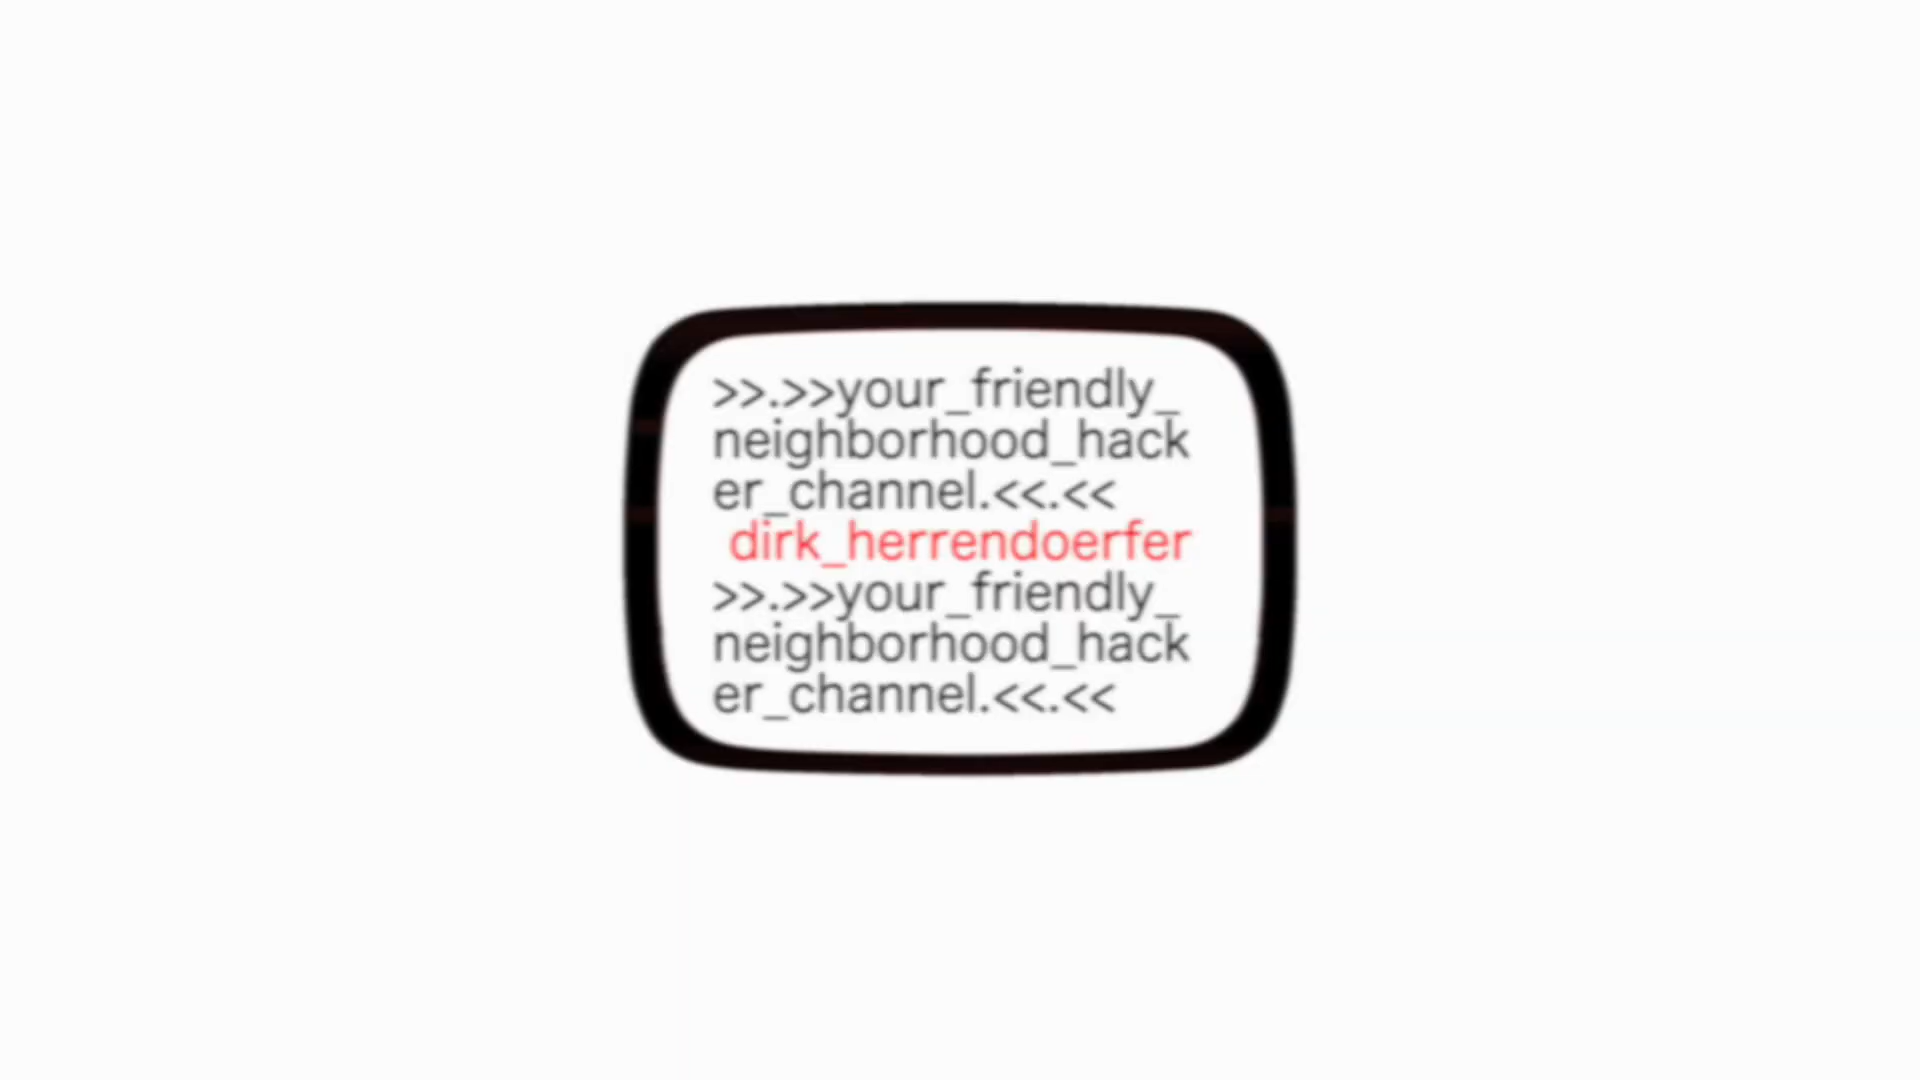 >>.>>your_friendly_
neighborhood_hack
er_channel.<<.<<
dirk_herrendoerfer
>>.>>your_friendly_
neighborhood_hack
er_channel.<<.<<